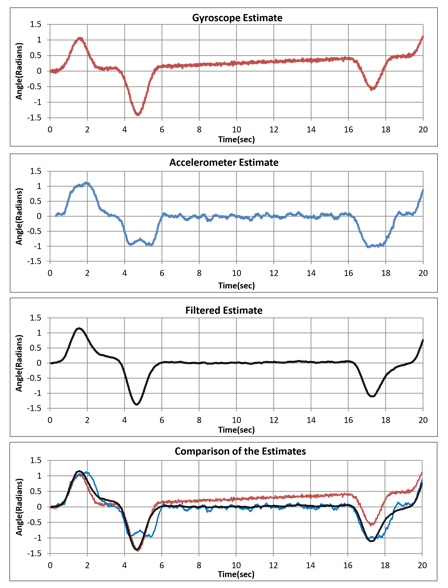 Gyroscope Estimate
1.5
1
0.5
0
-0.5
-1
-1.5
Angle(Radians)
0 2 4 6 8 10 12 14 16 18 20
Time(sec)
Accelerometer Estimate
1.5
1
0.5
0
-0.5
-1
-1.5
Angle(Radians)
0 2 4 6 8 10 12 14 16 18 20
Time(sec)
Filtered Estimate
1.5
1
0.5
0
-0.5
-1
-1.5
Angle(Radians)
0 2 4 6 8 10 12 14 16 18 20
Time(sec)
Comparison of the Estimates
1.5
1
0.5
0
-0.5
-1
-1.5
Angle(Radians)
0 2 4 6 8 10 12 14 16 18 20
Time(sec)